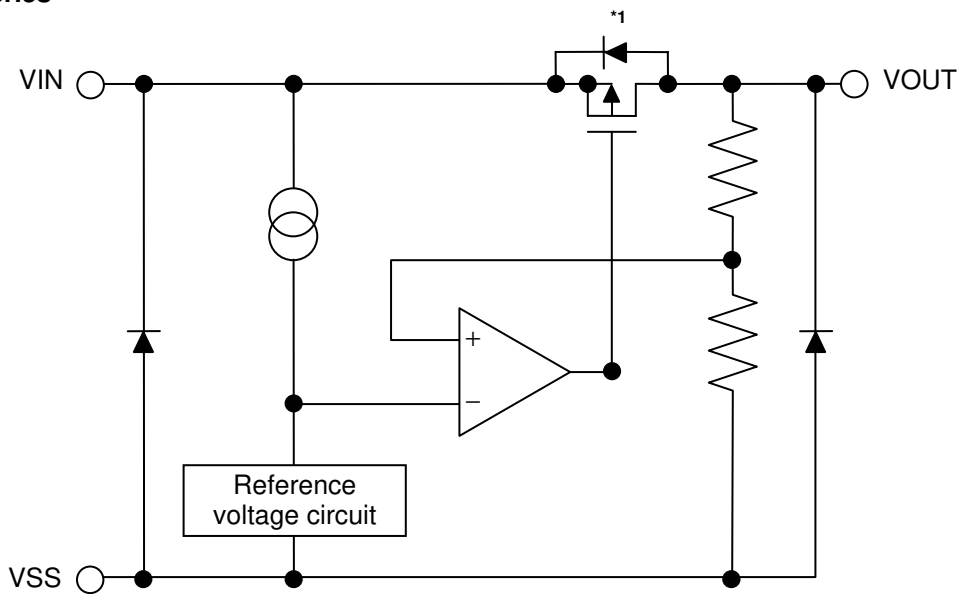 *1
VIN
VOUT
+
−
Reference
voltage circuit
VSS